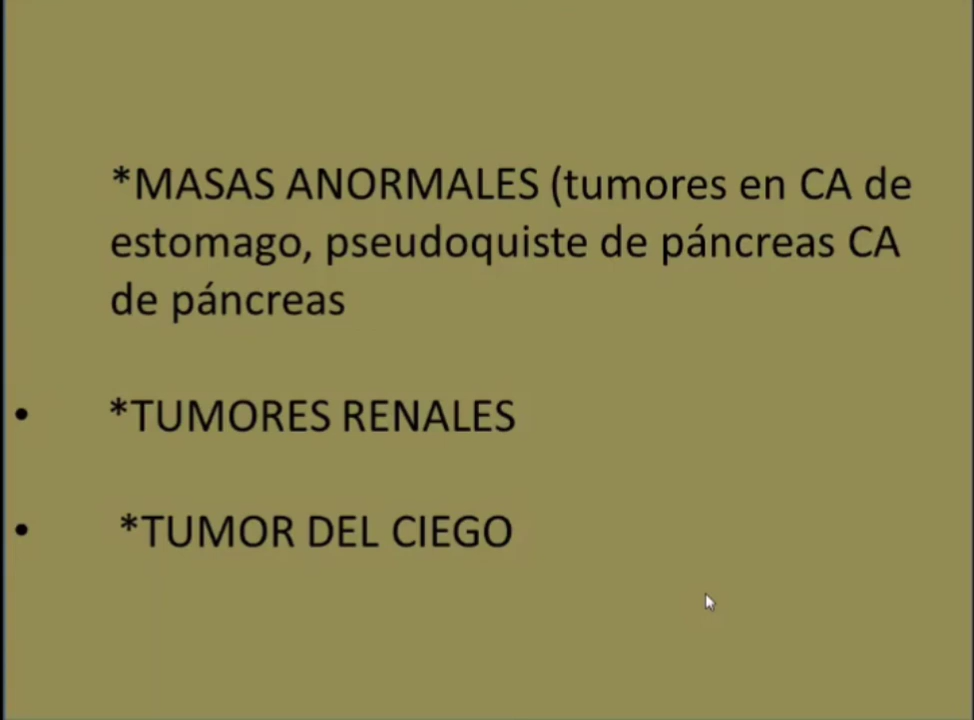 *MASAS ANORMALES (tumores en CA de
estomago, pseudoquiste de páncreas CA
de páncreas
• *TUMORES RENALES
• *TUMOR DEL CIEGO